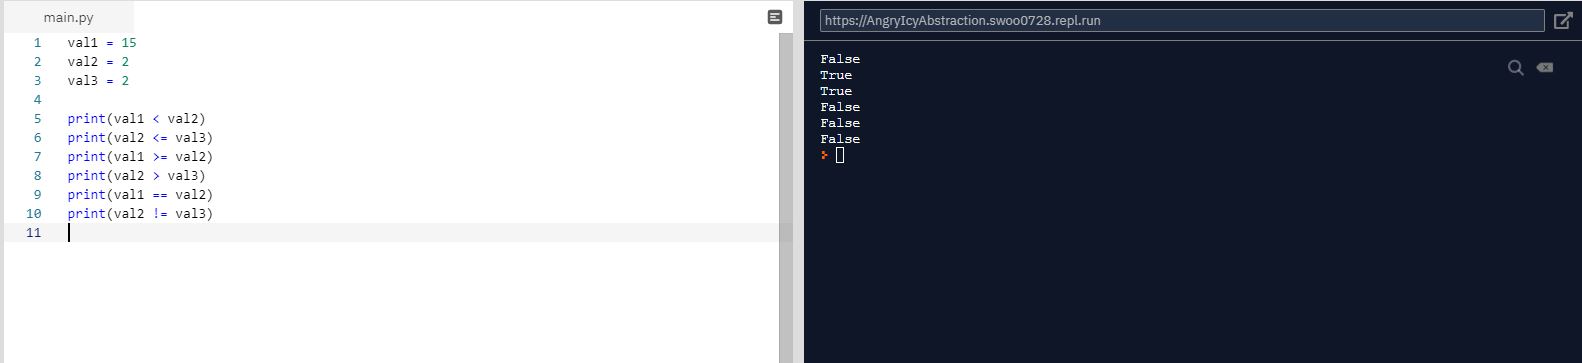 main.py
1 val1 = 15
2 val2 = 2
3 val3 = 2
4
5 print(val1 < val2)
6 print(val2 <= val3)
7 print(val1 >= val2)
8 print(val2 > val3)
9 print(val1 == val2)
10 print(val2 != val3)
11
https://AngryIcyAbstraction.swoo0728.repl.run
False
True
True
False
False
False